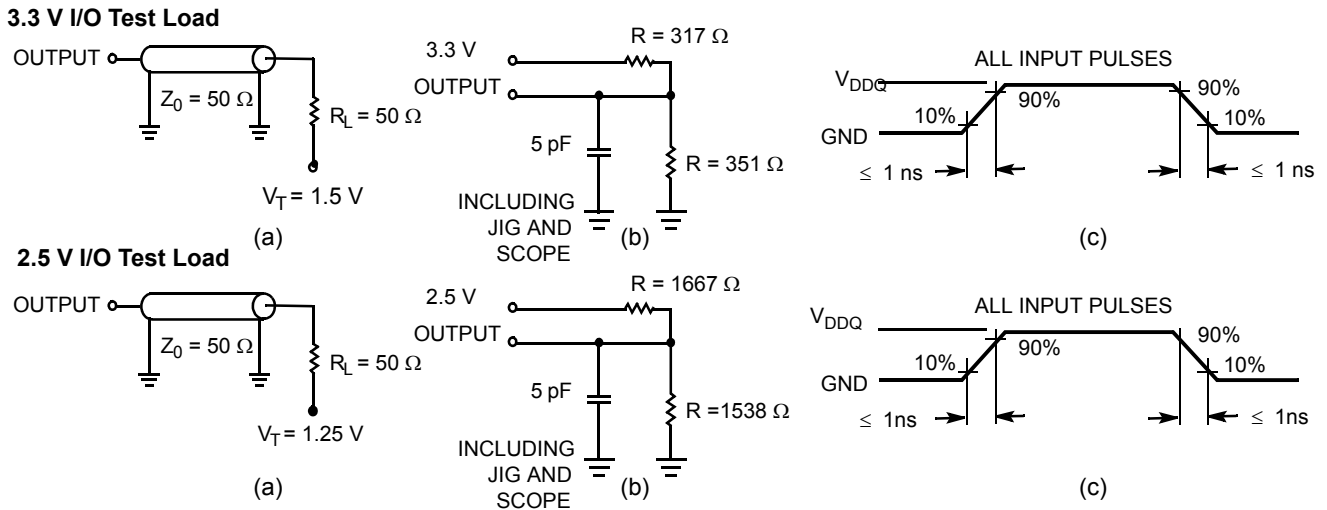 3.3 V I/O Test Load
OUTPUT
Z0 = 50 Ω
RL = 50 Ω
VT = 1.5 V
(a)
3.3 V
OUTPUT
R = 317 Ω
5 pF
R = 351 Ω
INCLUDING
JIG AND
SCOPE
(b)
ALL INPUT PULSES
VDDQ
GND
10%
90%
90%
10%
≤ 1 ns
≤ 1 ns
(c)
2.5 V I/O Test Load
OUTPUT
Z0 = 50 Ω
RL = 50 Ω
VT = 1.25 V
(a)
2.5 V
OUTPUT
R = 1667 Ω
5 pF
R =1538 Ω
INCLUDING
JIG AND
SCOPE
(b)
ALL INPUT PULSES
VDDQ
GND
10%
90%
90%
10%
≤ 1ns
≤ 1ns
(c)